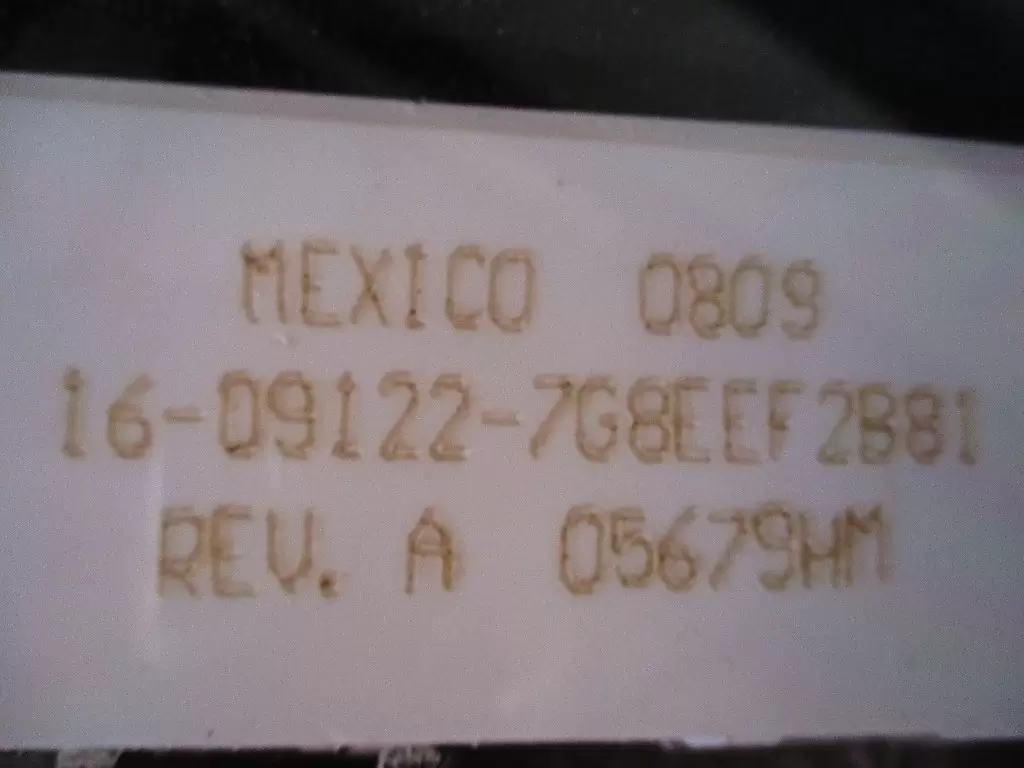 MEXICO 0809
16-09122-7G8EEF2B81
REV. A 05679HM